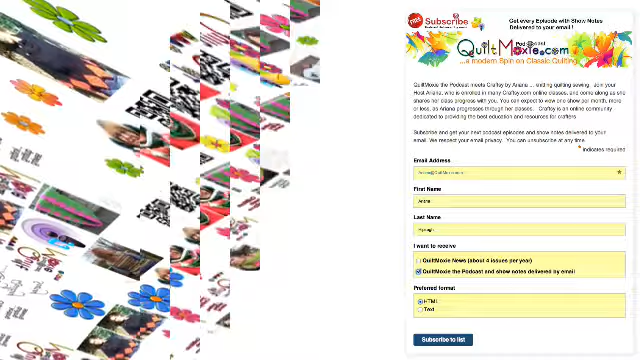 FREE
Subscribe
Get every Episode with Show Notes
Delivered to your email !
QuiltMoxie.com
Podcast
...a modern Spin on Classic Quilting
QuiltMoxie the Podcast meets Craftsy by Ariana ... exiting quilting sewing. Join your
Host Ariana, who is enrolled in many Craftsy.com online classes, and come along as she
shares her class progress with you. You can expect to view one show per month, more
or less, as Ariana progresses through her classes. Craftsy is an online community
dedicated to providing the best education and resources for crafters
Subscribe and get your next podcast episodes and show notes delivered to your
email. We respect your email privacy. You can unsubscribe at any time
* indicates required
Email Address
First Name
Ariana
Last Name
I want to receive
QuiltMoxie News (about 4 issues per year)
QuiltMoxie the Podcast and show notes delivered by email
Preferred format
HTML
Text
Subscribe to list